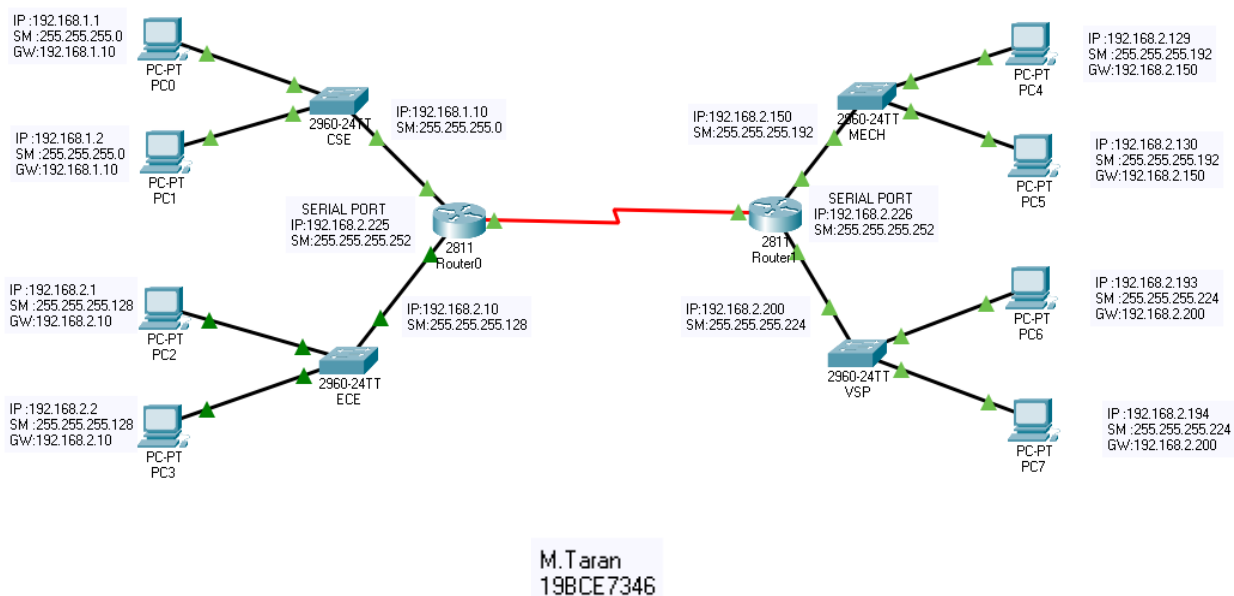 IP :192.168.1.1
SM :255.255.255.0
GW:192.168.1.10
PC-PT
PC0
IP :192.168.1.2
SM :255.255.255.0
GW:192.168.1.10
PC-PT
PC1
2960-24TT
CSE
IP:192.168.1.10
SM:255.255.255.0
SERIAL PORT
IP:192.168.2.225
SM:255.255.255.252
2811
Router0
IP :192.168.2.1
SM :255.255.255.128
GW:192.168.2.10
PC-PT
PC2
IP :192.168.2.2
SM :255.255.255.128
GW:192.168.2.10
PC-PT
PC3
2960-24TT
ECE
IP:192.168.2.10
SM:255.255.255.128
IP:192.168.2.150
SM:255.255.255.192
2960-24TT
MECH
PC-PT
PC4
IP :192.168.2.129
SM :255.255.255.192
GW:192.168.2.150
PC-PT
PC5
IP :192.168.2.130
SM :255.255.255.192
GW:192.168.2.150
SERIAL PORT
IP:192.168.2.226
SM:255.255.255.252
2811
Router1
IP:192.168.2.200
SM:255.255.255.224
2960-24TT
VSP
PC-PT
PC6
IP :192.168.2.193
SM :255.255.255.224
GW:192.168.2.200
PC-PT
PC7
IP :192.168.2.194
SM :255.255.255.224
GW:192.168.2.200
M.Taran
19BCE7346